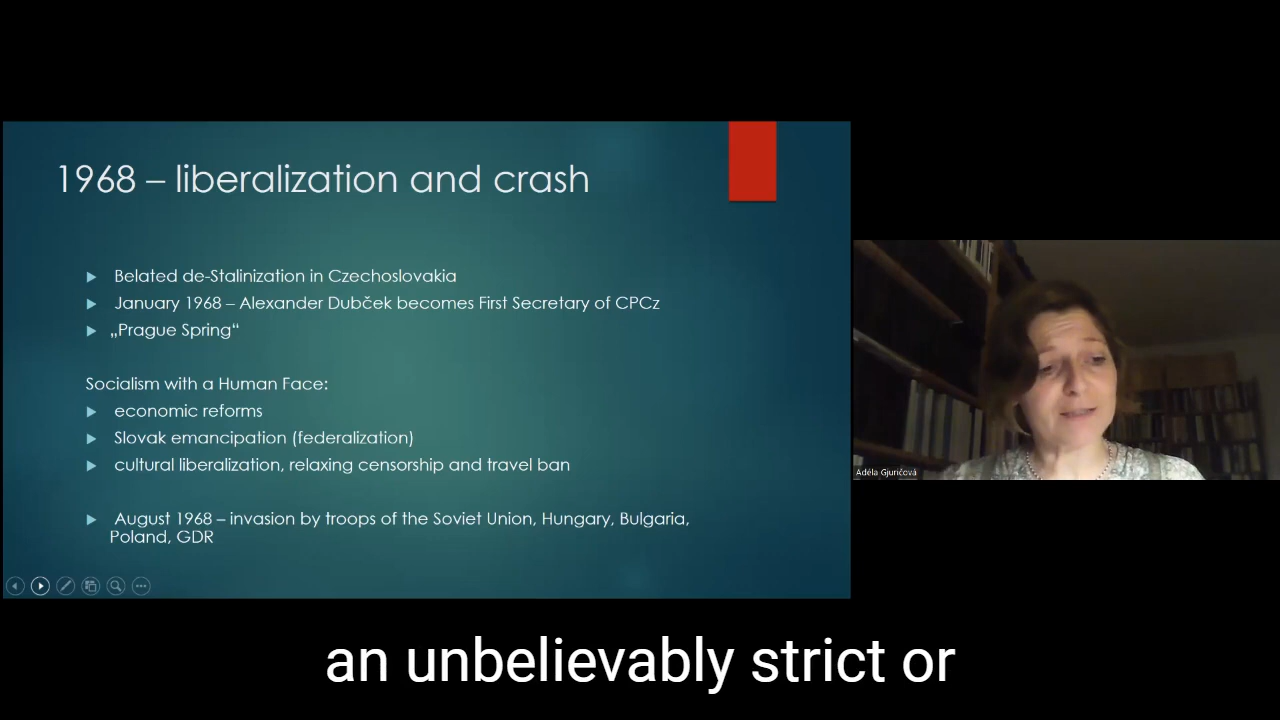 1968 – liberalization and crash
Belated de-Stalinization in Czechoslovakia
January 1968 – Alexander Dubček becomes First Secretary of CPCz
„Prague Spring“
Socialism with a Human Face:
economic reforms
Slovak emancipation (federalization)
cultural liberalization, relaxing censorship and travel ban
August 1968 – invasion by troops of the Soviet Union, Hungary, Bulgaria,
Poland, GDR
Adéla Gjuričová
an unbelievably strict or